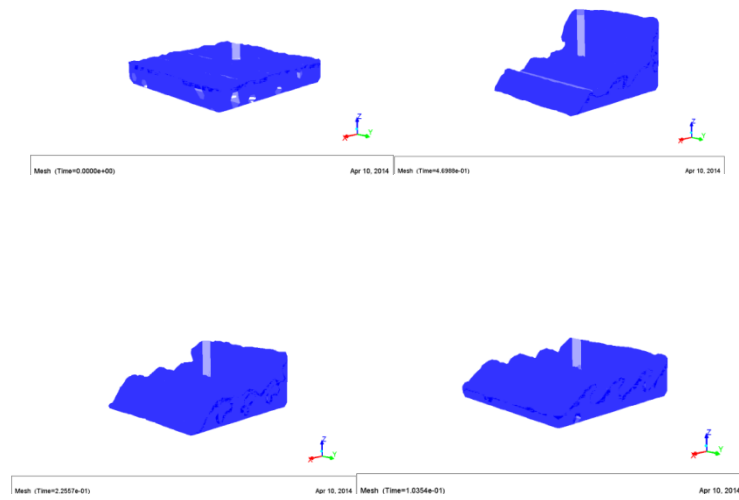 Z
X
Y
Mesh (Time=0.0000e+00)
Apr 10, 2014
Z
X
Y
Mesh (Time=4.6988e-01)
Apr 10, 2014
Z
X
Y
Mesh (Time=2.2557e-01)
Apr 10, 2014
Z
X
Y
Mesh (Time=1.0354e-01)
Apr 10, 2014